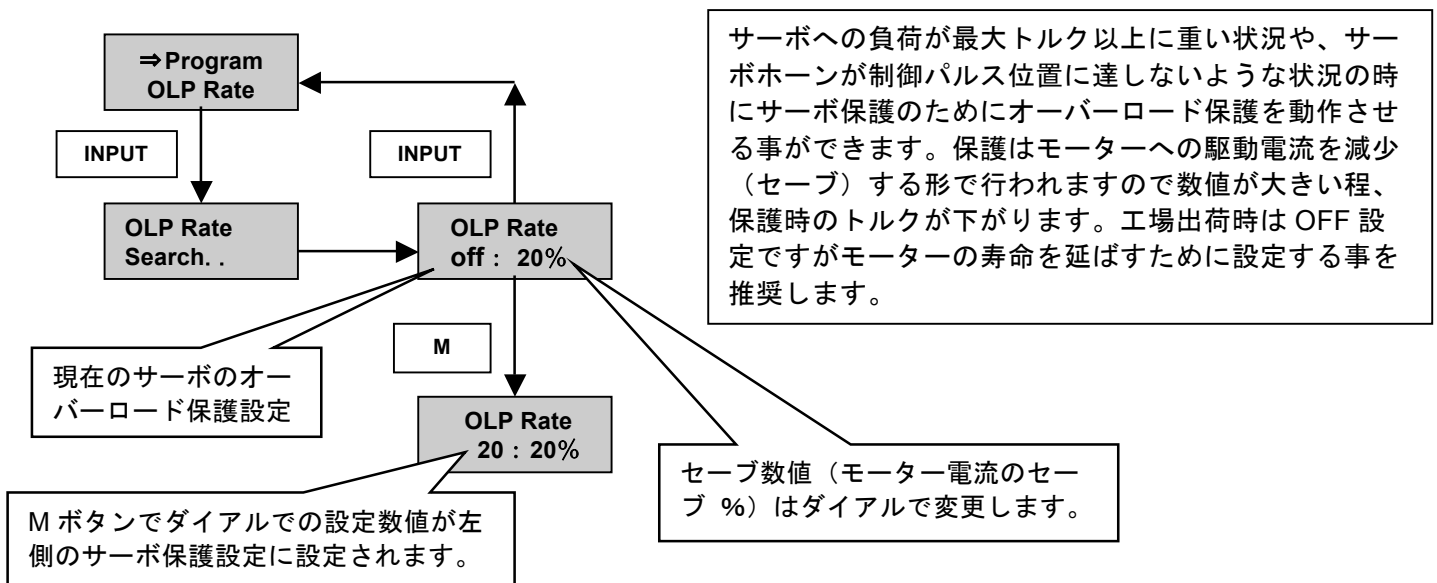 ⇒Program
OLP Rate
INPUT
INPUT
OLP Rate
Search. .
OLP Rate
off： 20%
M
OLP Rate
20：20%
現在のサーボのオー
バーロード保護設定
M ボタンでダイアルでの設定数値が左
側のサーボ保護設定に設定されます。
セーブ数値（モーター電流のセー
ブ %）はダイアルで変更します。
サーボへの負荷が最大トルク以上に重い状況や、サー
ボホーンが制御パルス位置に達しないような状況の時
にサーボ保護のためにオーバーロード保護を動作させ
る事ができます。保護はモーターへの駆動電流を減少
（セーブ）する形で行われますので数値が大きい程、
保護時のトルクが下がります。工場出荷時は OFF 設
定ですがモーターの寿命を延ばすために設定する事を
推奨します。